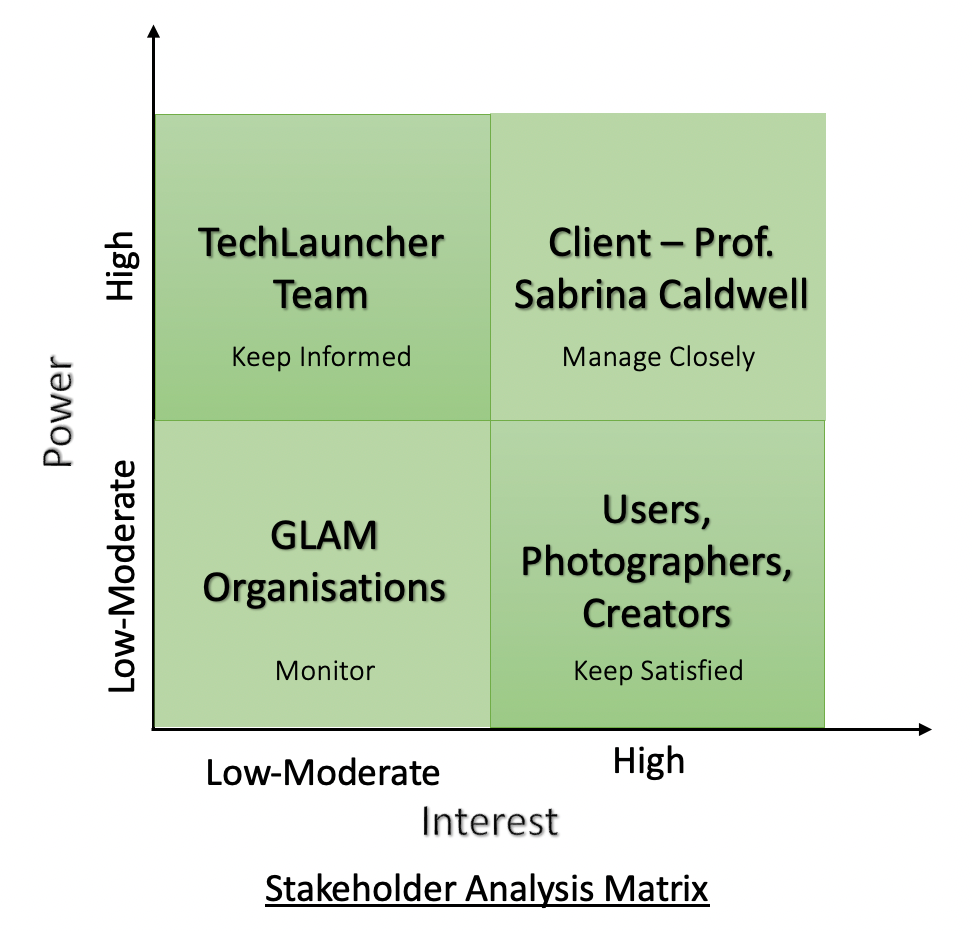 Power
High
Low-Moderate
TechLauncher
Team
Keep Informed
Client – Prof.
Sabrina Caldwell
Manage Closely
GLAM
Organisations
Monitor
Users,
Photographers,
Creators
Keep Satisfied
Low-Moderate
High
Interest
Stakeholder Analysis Matrix